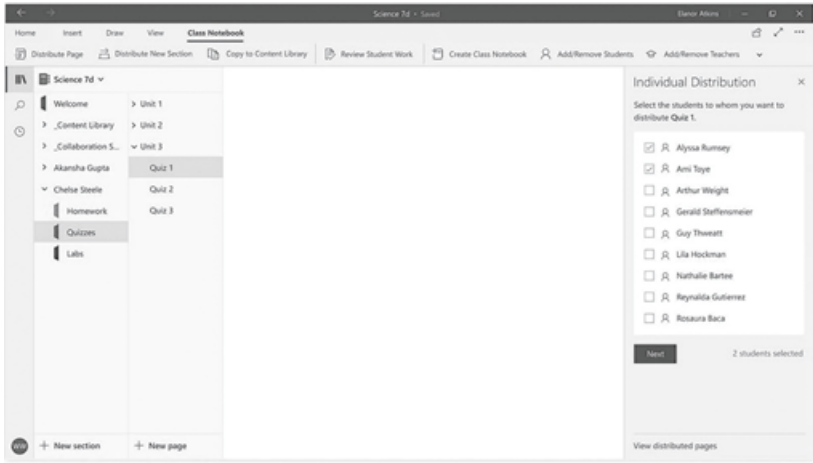 Science 7d • Saved
Elanor Atkins
Home Insert Draw View Class Notebook
Distribute Page Distribute New Section Copy to Content Library Review Student Work Create Class Notebook Add/Remove Students Add/Remove Teachers
Science 7d
Welcome
_Content Library
_Collaboration S...
Akansha Gupta
Chelse Steele
Homework
Quizzes
Labs
Unit 1
Unit 2
Unit 3
Quiz 1
Quiz 2
Quiz 3
Individual Distribution
Select the students to whom you want to
distribute Quiz 1.
Alyssa Rumsey
Ami Toye
Arthur Weight
Gerald Steffensmeier
Guy Thweatt
Lila Hockman
Nathalie Bartee
Reynalda Gutierrez
Rosaura Baca
Next 2 students selected
WW
New section
New page
View distributed pages